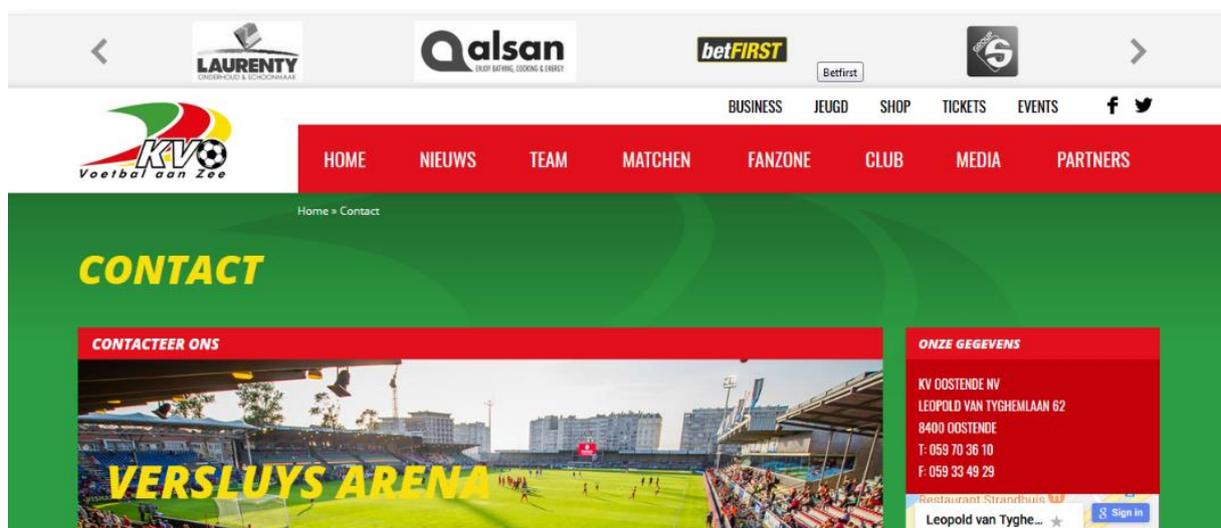 LAURENTY
ONDERHOUD & SCHOONMAAK
alsan
ENJOY BATHING, COOKING & ENERGY
betFIRST
Betfirst
GROUP S
BUSINESS JEUGD SHOP TICKETS EVENTS
KVO
Voetbal aan Zee
HOME NIEUWS TEAM MATCHEN FANZONE CLUB MEDIA PARTNERS
Home » Contact
CONTACT
CONTACTEER ONS
VERSLUYS ARENA
ONZE GEGEVENS
KV OOSTENDE NV
LEOPOLD VAN TYGHEMLAAN 62
8400 OOSTENDE
T: 059 70 36 10
F: 059 33 49 29
Restaurant Strandhuis
Leopold van Tyghe...
Sign in